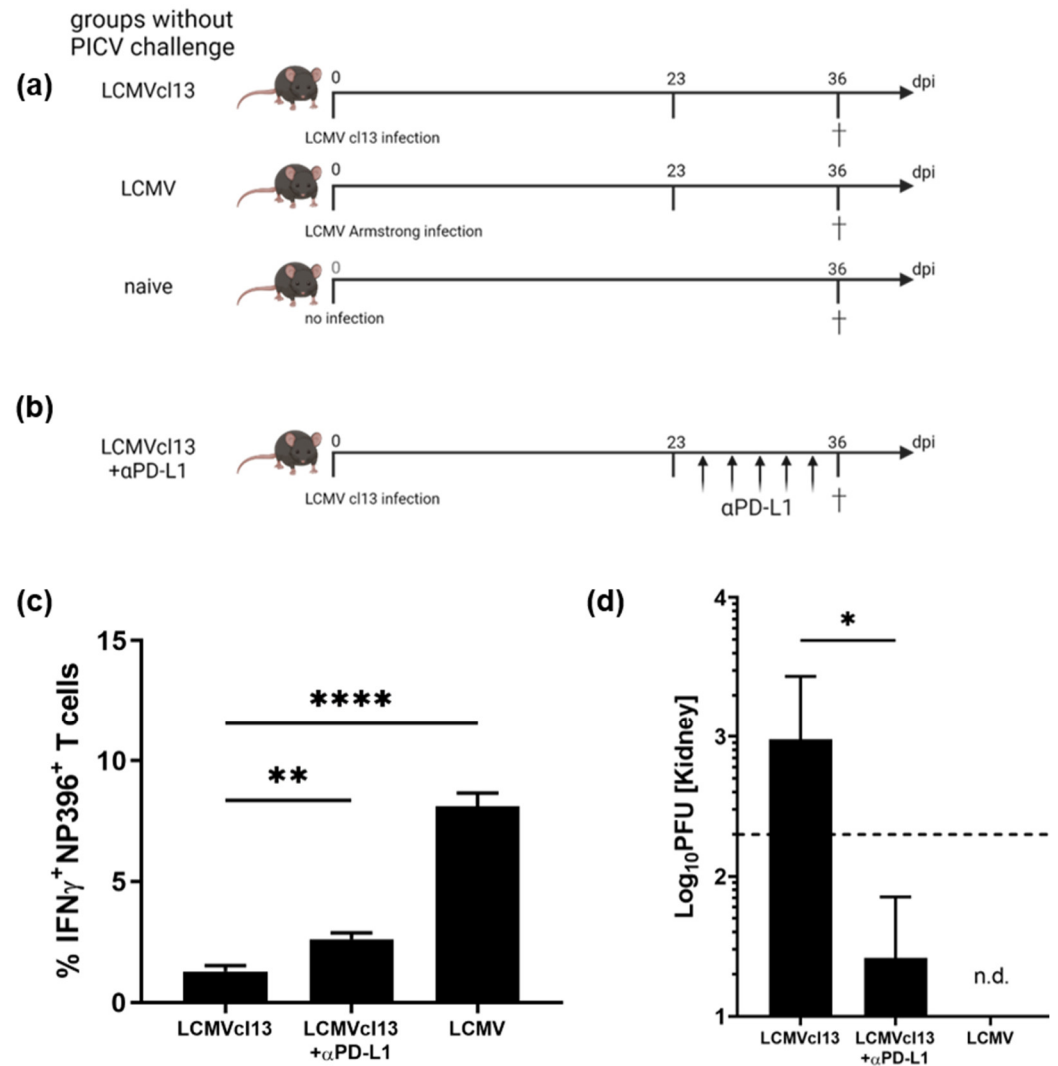 groups without
PICV challenge
(a)
LCMVcl13
0
23
36
dpi
LCMV cl13 infection
†
LCMV
0
23
36
dpi
LCMV Armstrong infection
†
naive
0
36
dpi
no infection
†
(b)
LCMVcl13
+αPD-L1
0
23
36
dpi
LCMV cl13 infection
αPD-L1
†
(c)
% IFNγ⁺NP396⁺ T cells
15
10
5
0
****
**
LCMVcl13
LCMVcl13
+αPD-L1
LCMV
(d)
Log₁₀PFU [Kidney]
4
3
2
1
*
n.d.
LCMVcl13
LCMVcl13
+αPD-L1
LCMV